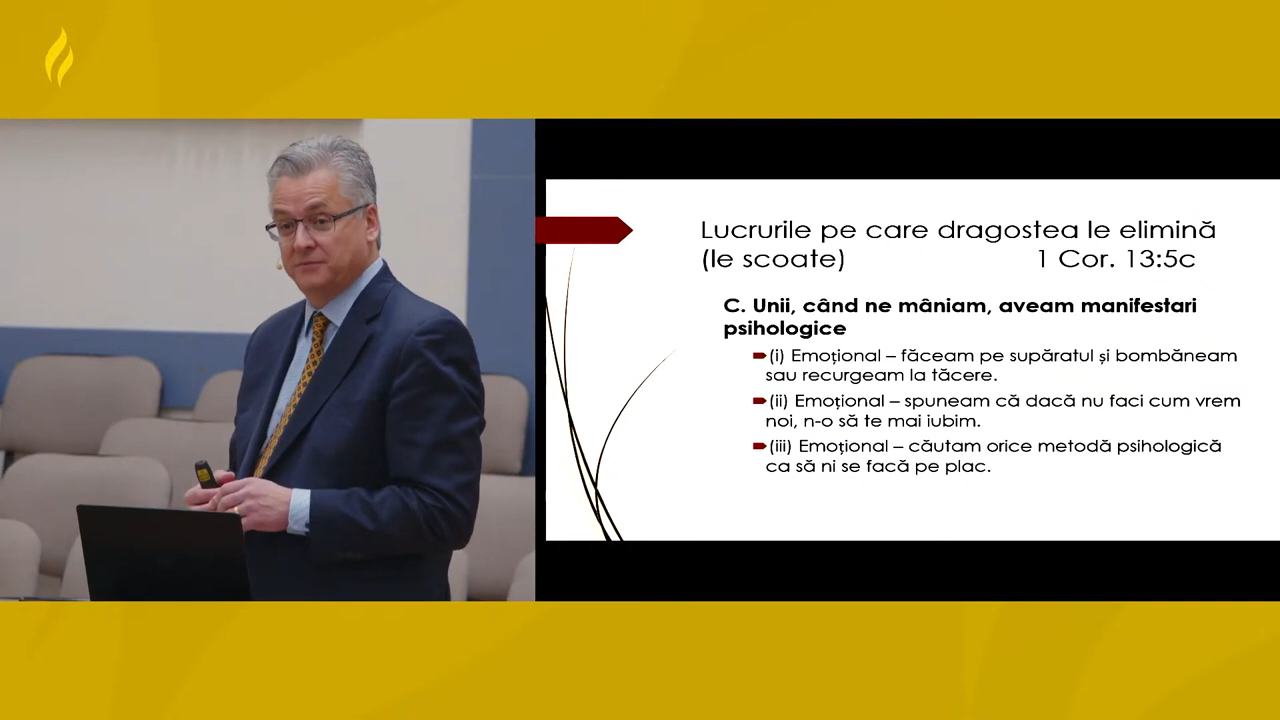 Lucrurile pe care dragostea le elimină
(le scoate) 1 Cor. 13:5c
C. Unii, când ne mâniam, aveam manifestari
psihologice
(i) Emoțional – făceam pe supăratul și bombăneam
sau recurgeam la tăcere.
(ii) Emoțional – spuneam că dacă nu faci cum vrem
noi, n-o să te mai iubim.
(iii) Emoțional – căutam orice metodă psihologică
ca să ni se facă pe plac.